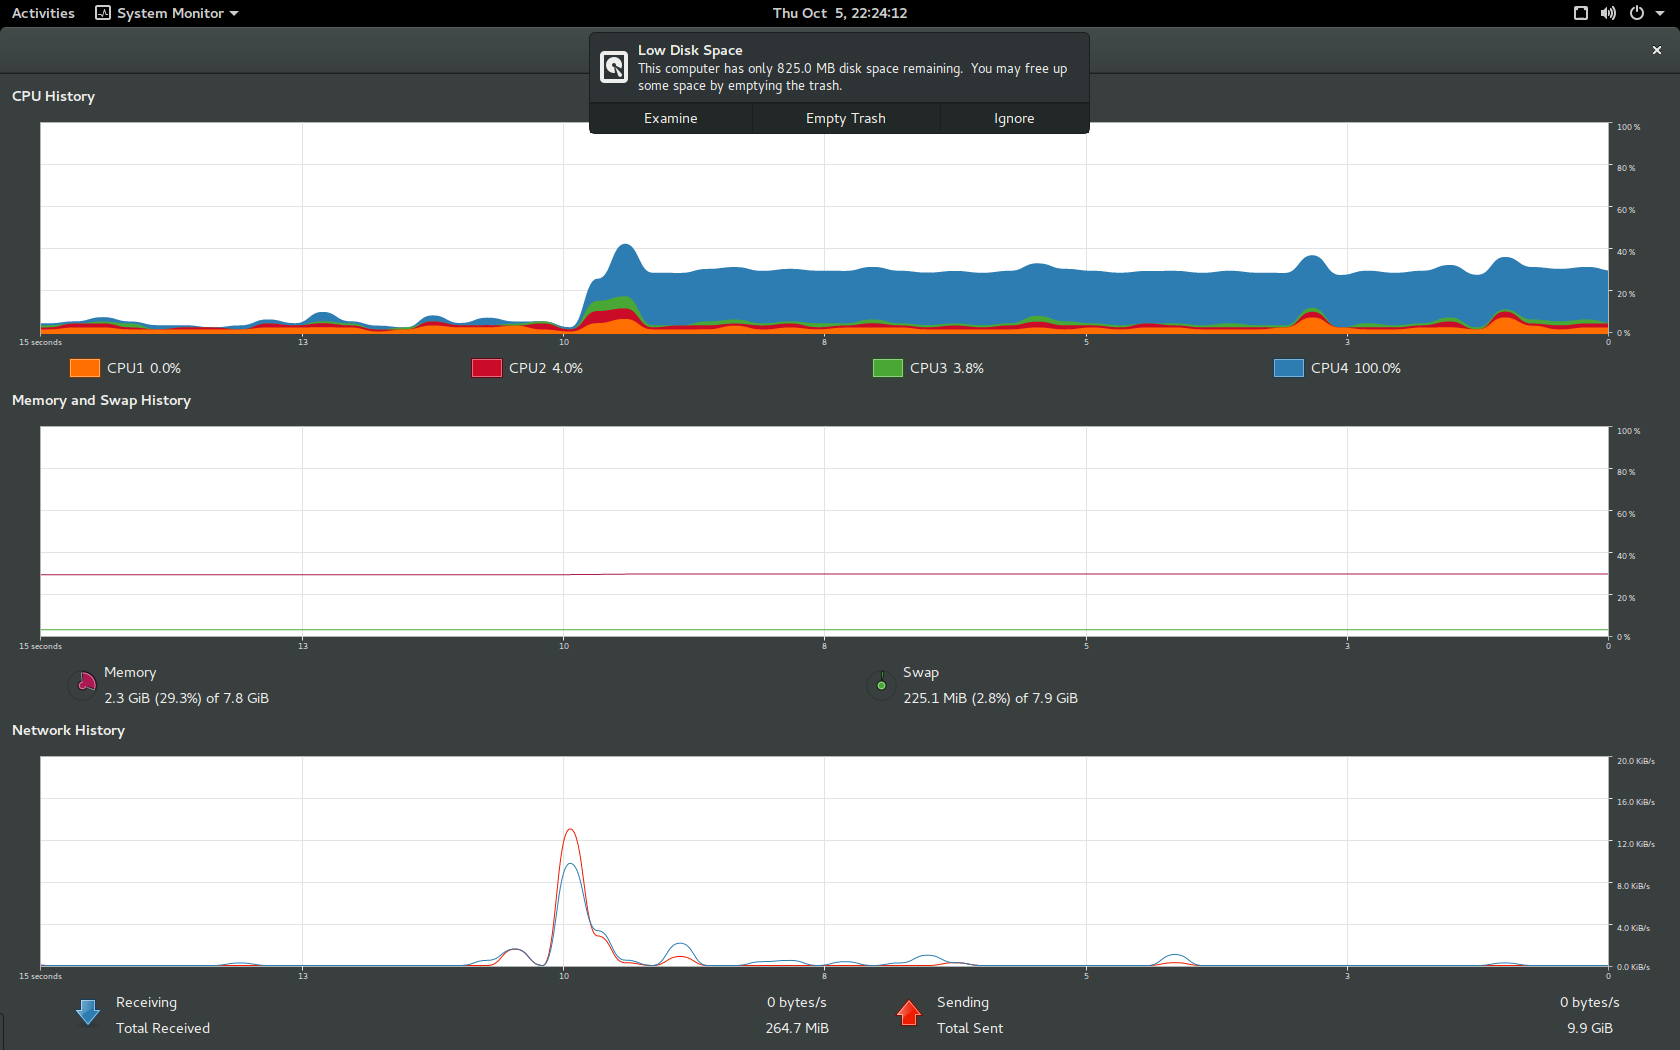 Activities
System Monitor
Thu Oct 5, 22:24:12
Low Disk Space
This computer has only 825.0 MB disk space remaining. You may free up
some space by emptying the trash.
Examine
Empty Trash
Ignore
CPU History
100 %
80 %
60 %
40 %
20 %
0 %
15 seconds
13
10
8
5
3
0
CPU1 0.0%
CPU2 4.0%
CPU3 3.8%
CPU4 100.0%
Memory and Swap History
100 %
80 %
60 %
40 %
20 %
0 %
15 seconds
13
10
8
5
3
0
Memory
2.3 GiB (29.3%) of 7.8 GiB
Swap
225.1 MiB (2.8%) of 7.9 GiB
Network History
20.0 KiB/s
16.0 KiB/s
12.0 KiB/s
8.0 KiB/s
4.0 KiB/s
0.0 KiB/s
15 seconds
13
10
8
5
3
0
Receiving
0 bytes/s
Total Received
264.7 MiB
Sending
0 bytes/s
Total Sent
9.9 GiB